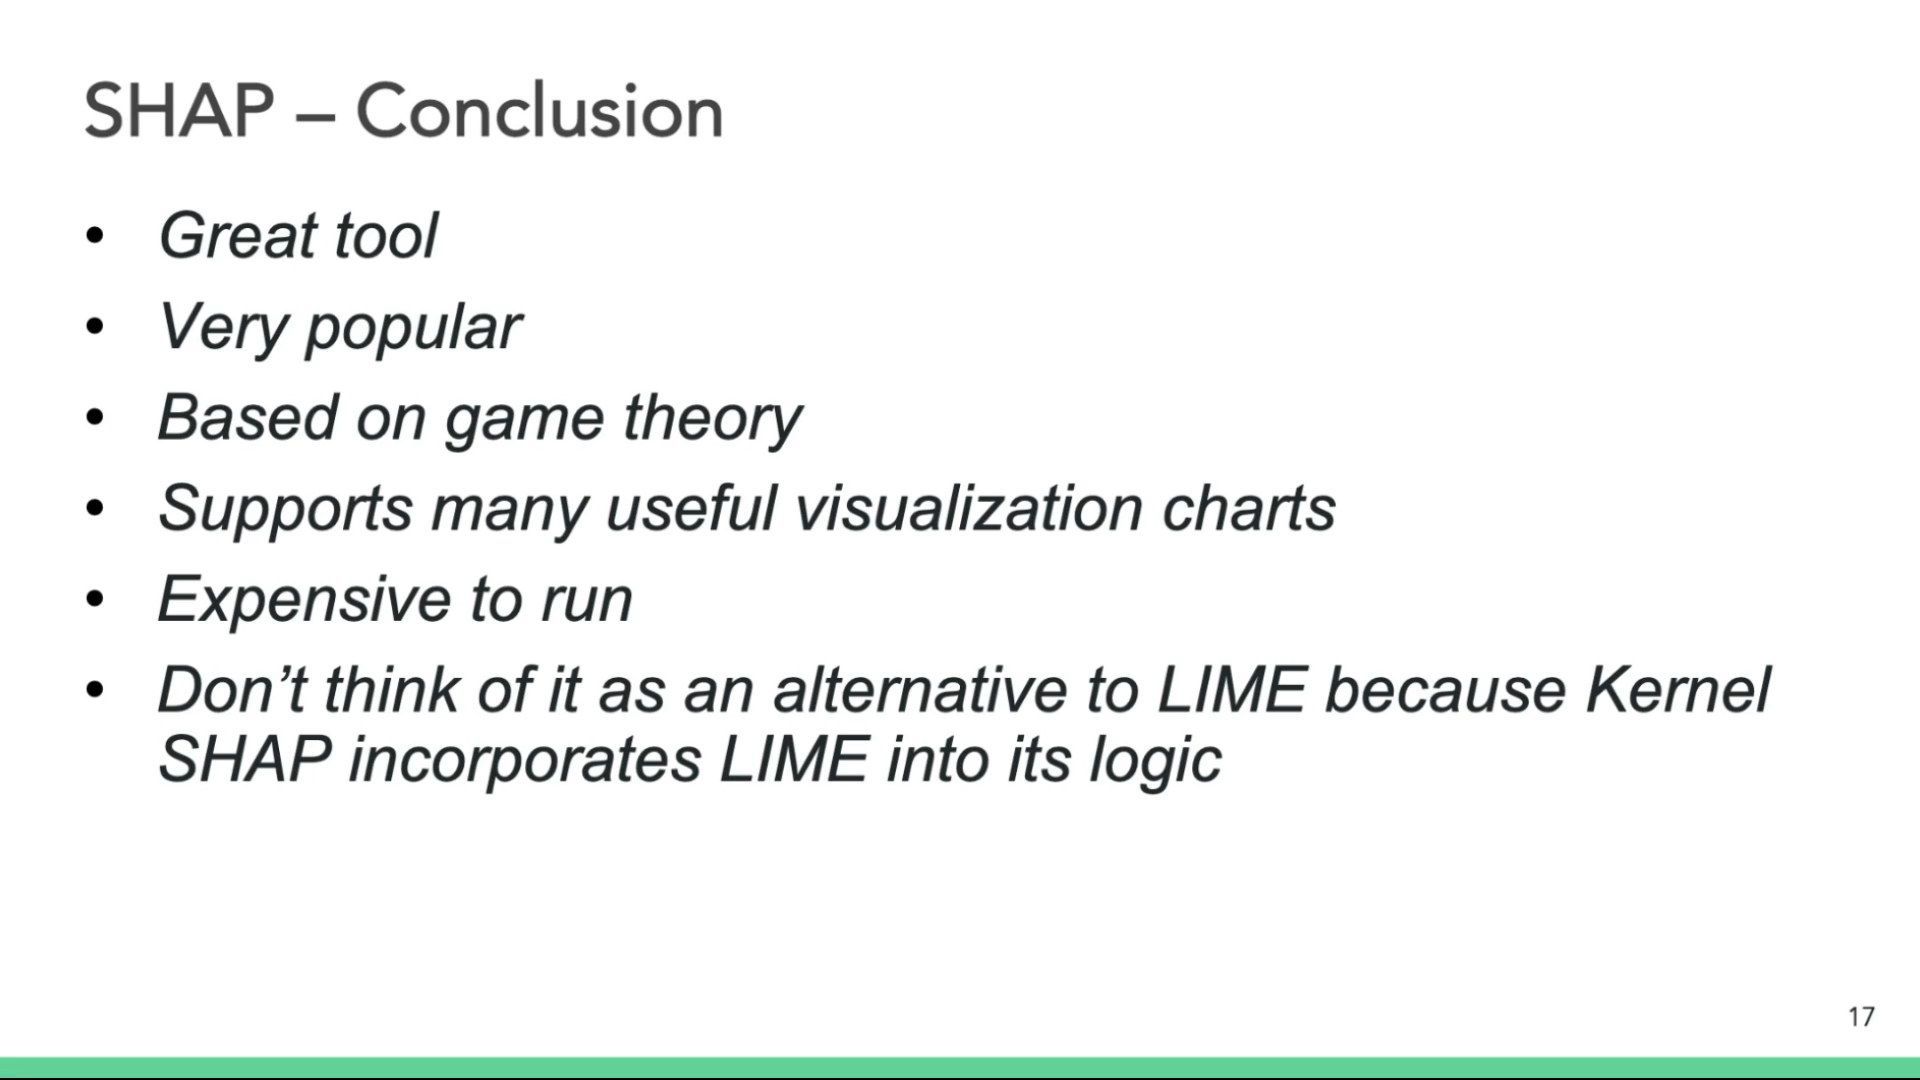 SHAP – Conclusion
• Great tool
• Very popular
• Based on game theory
• Supports many useful visualization charts
• Expensive to run
• Don’t think of it as an alternative to LIME because Kernel
SHAP incorporates LIME into its logic
17